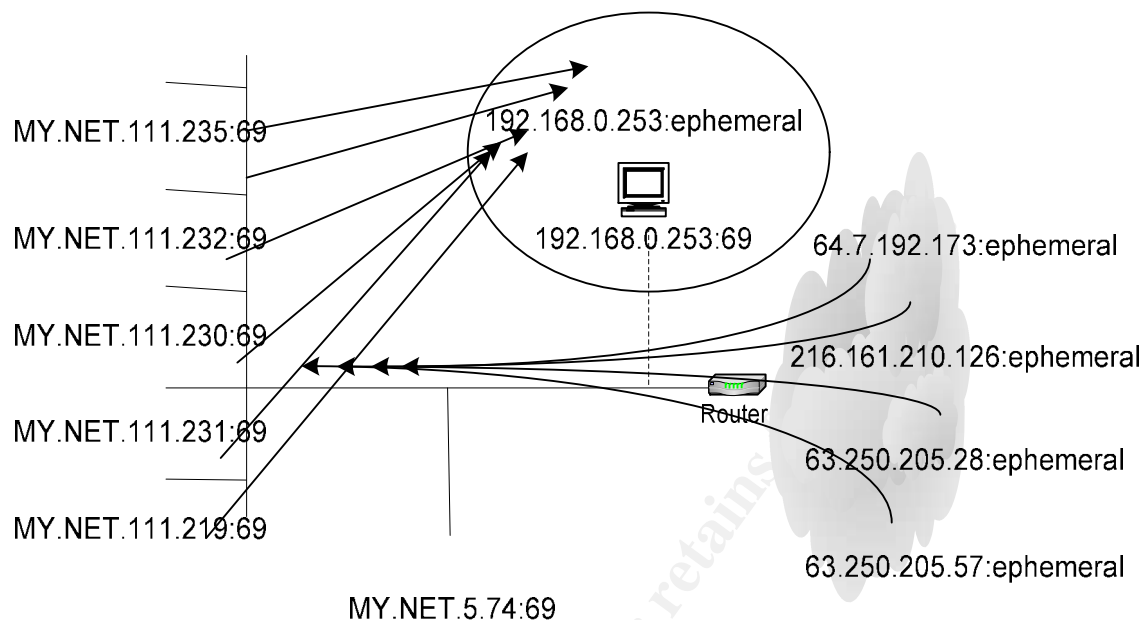 MY.NET.111.235:69
192.168.0.253:ephemeral
MY.NET.111.232:69
192.168.0.253:69
64.7.192.173:ephemeral
MY.NET.111.230:69
216.161.210.126:ephemeral
Router
MY.NET.111.231:69
63.250.205.28:ephemeral
MY.NET.111.219:69
63.250.205.57:ephemeral
MY.NET.5.74:69
retains